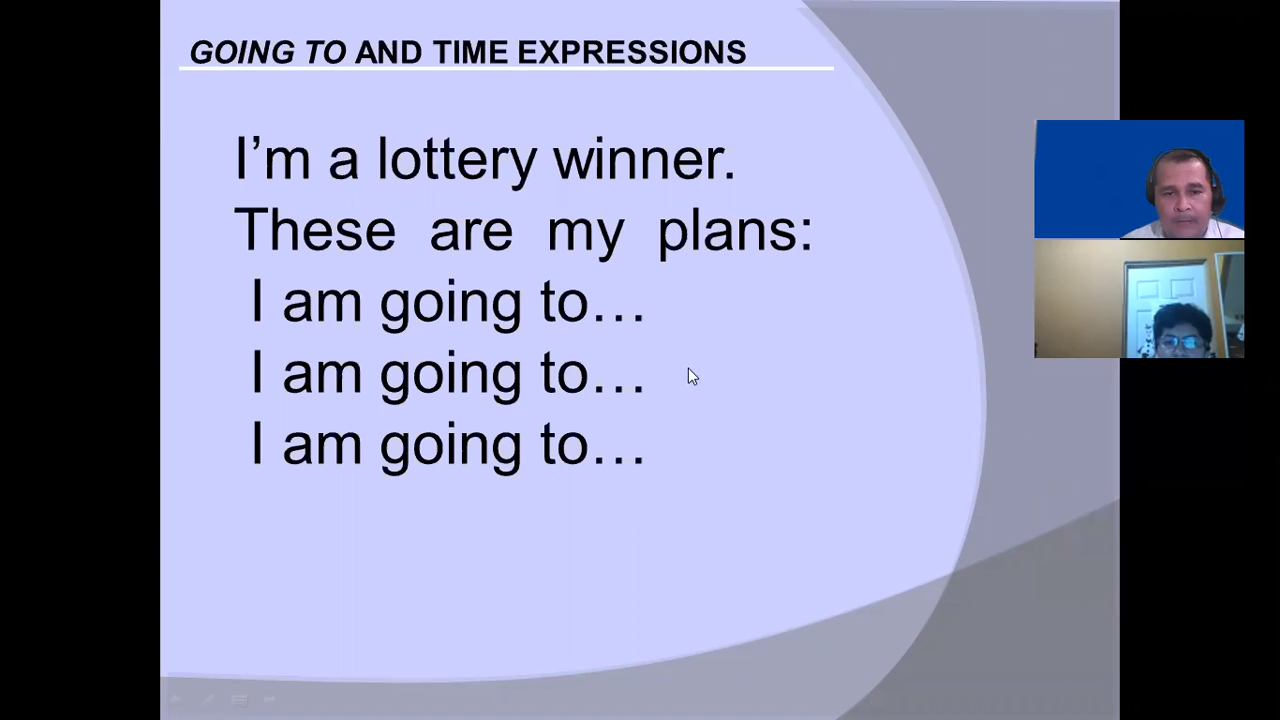 GOING TO AND TIME EXPRESSIONS
I’m a lottery winner.
These are my plans:
I am going to…
I am going to…
I am going to…